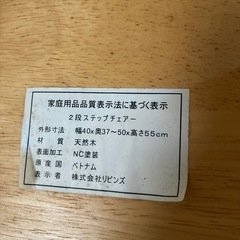 家庭用品品質表示法に基づく表示
2段ステップチェアー
外形寸法 : 幅40x奥37～50x高さ55cm
材質 : 天然木
表面加工 : NC塗装
原産国 : ベトナム
表示者 : 株式会社リビンズ